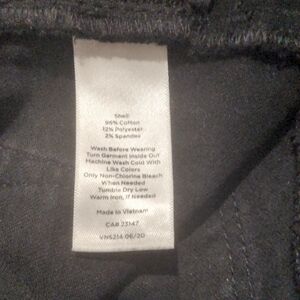 Shell
86% Cotton
12% Polyester
2% Spandex
Wash Before Wearing
Turn Garment Inside Out
Machine Wash Cold With
Like Colors
Only Non-Chlorine Bleach
When Needed
Tumble Dry Low
Warm Iron, If Needed
Made in Vietnam
CA# 23147
VN5214 06/20